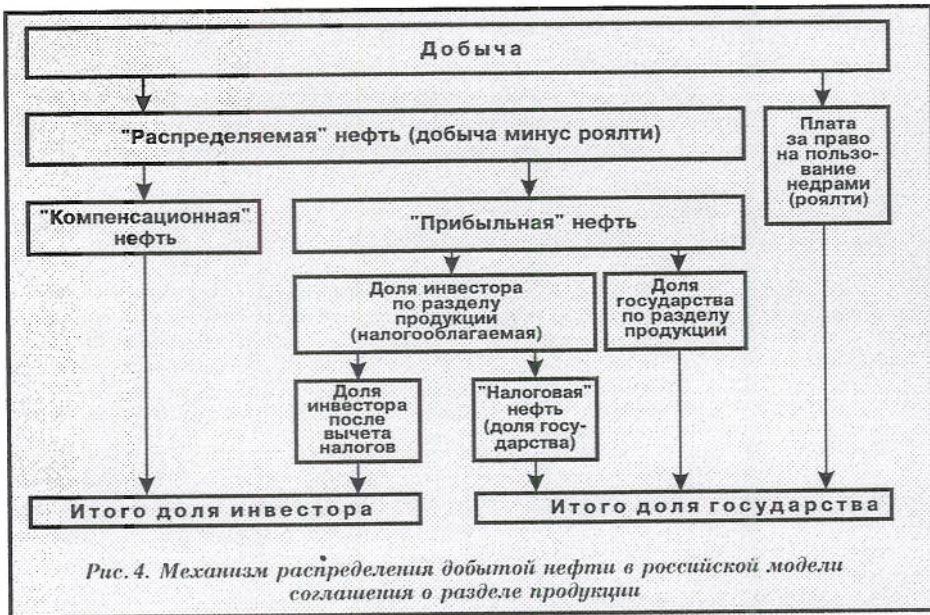 Добыча
"Распределяемая" нефть (добыча минус роялти)
Плата
за право
на пользо-
вание
недрами
(роялти)
"Компенсационная"
нефть
"Прибыльная" нефть
Доля инвестора
по разделу
продукции
(налогооблагаемая)
Доля
государства
по разделу
продукции
Доля
инвестора
после
вычета
налогов
"Налоговая"
нефть
(доля госу-
дарства)
Итого доля инвестора
Итого доля государства
Рис. 4. Механизм распределения добытой нефти в российской модели
соглашения о разделе продукции